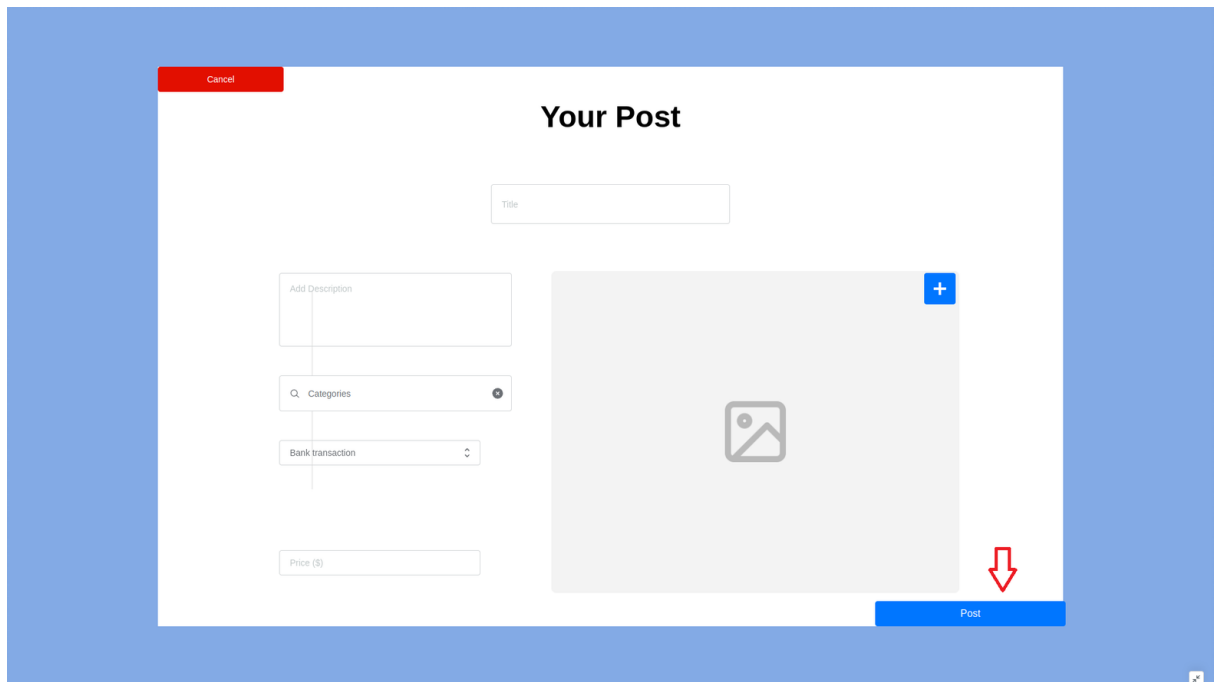 Cancel
Your Post
Title
Add Description
Categories
Bank transaction
Price ($)
Post